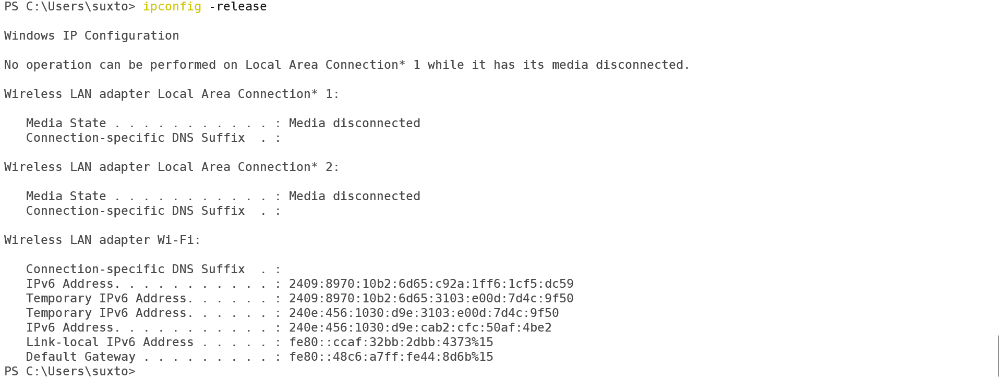 PS C:\Users\suxto> ipconfig -release
Windows IP Configuration
No operation can be performed on Local Area Connection* 1 while it has its media disconnected.
Wireless LAN adapter Local Area Connection* 1:
   Media State . . . . . . . . . . . : Media disconnected
   Connection-specific DNS Suffix  . :
Wireless LAN adapter Local Area Connection* 2:
   Media State . . . . . . . . . . . : Media disconnected
   Connection-specific DNS Suffix  . :
Wireless LAN adapter Wi-Fi:
   Connection-specific DNS Suffix  . :
   IPv6 Address. . . . . . . . . . . : 2409:8970:10b2:6d65:c92a:1ff6:1cf5:dc59
   Temporary IPv6 Address. . . . . . : 2409:8970:10b2:6d65:3103:e00d:7d4c:9f50
   Temporary IPv6 Address. . . . . . : 240e:456:1030:d9e:3103:e00d:7d4c:9f50
   IPv6 Address. . . . . . . . . . . : 240e:456:1030:d9e:cab2:cfc:50af:4be2
   Link-local IPv6 Address . . . . . : fe80::ccaf:32bb:2dbb:4373%15
   Default Gateway . . . . . . . . . : fe80::48c6:a7ff:fe44:8d6b%15
PS C:\Users\suxto>